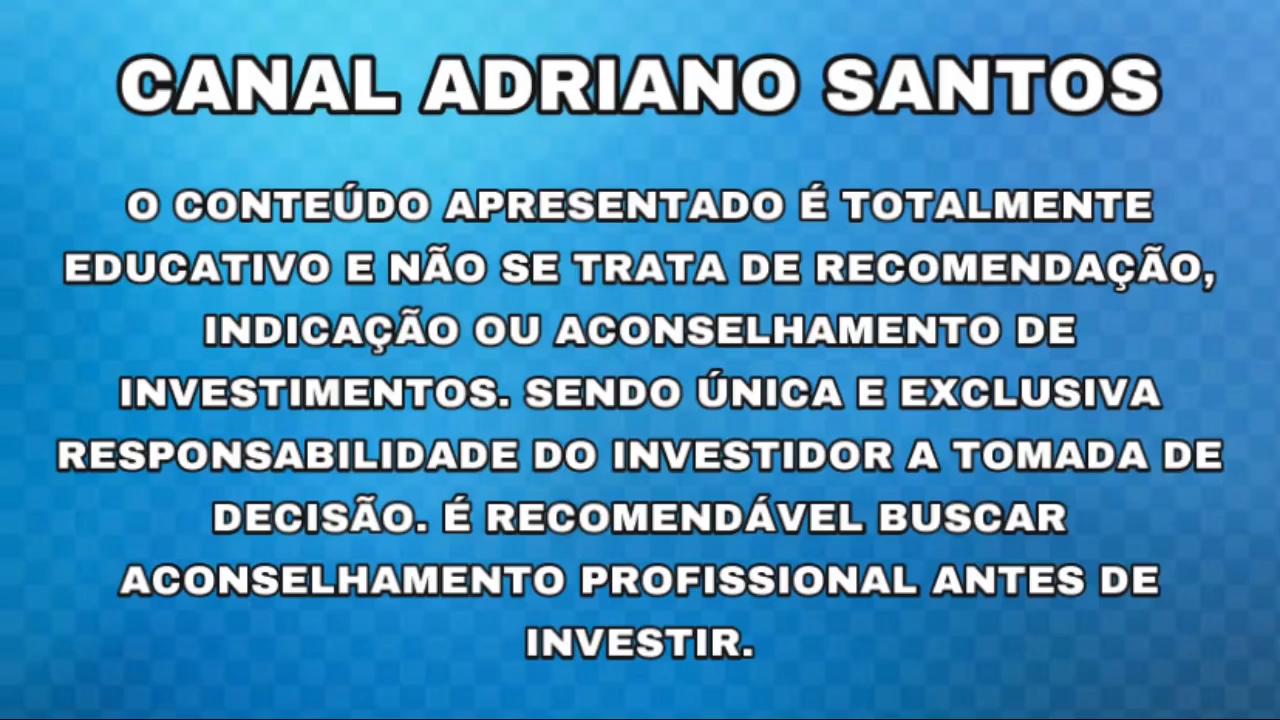 CANAL ADRIANO SANTOS
O CONTEÚDO APRESENTADO É TOTALMENTE
EDUCATIVO E NÃO SE TRATA DE RECOMENDAÇÃO,
INDICAÇÃO OU ACONSELHAMENTO DE
INVESTIMENTOS. SENDO ÚNICA E EXCLUSIVA
RESPONSABILIDADE DO INVESTIDOR A TOMADA DE
DECISÃO. É RECOMENDÁVEL BUSCAR
ACONSELHAMENTO PROFISSIONAL ANTES DE
INVESTIR.